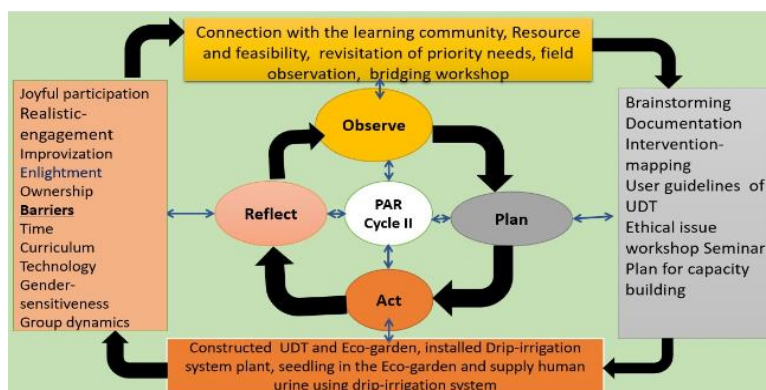 Connection with the learning community, Resource
and feasibility, revisitation of priority needs, field
observation, bridging workshop
Joyful participation
Realistic-
engagement
Improvization
Enlightment
Ownership
Barriers
Time
Curriculum
Technology
Gender-
sensitiveness
Group dynamics
Observe
Reflect
PAR
Cycle II
Plan
Act
Brainstorming
Documentation
Intervention-
mapping
User guidelines of
UDT
Ethical issue
workshop Seminar
Plan for capacity
building
Constructed UDT and Eco-garden, installed Drip-irrigation
system plant, seedling in the Eco-garden and supply human
urine using drip-irrigation system